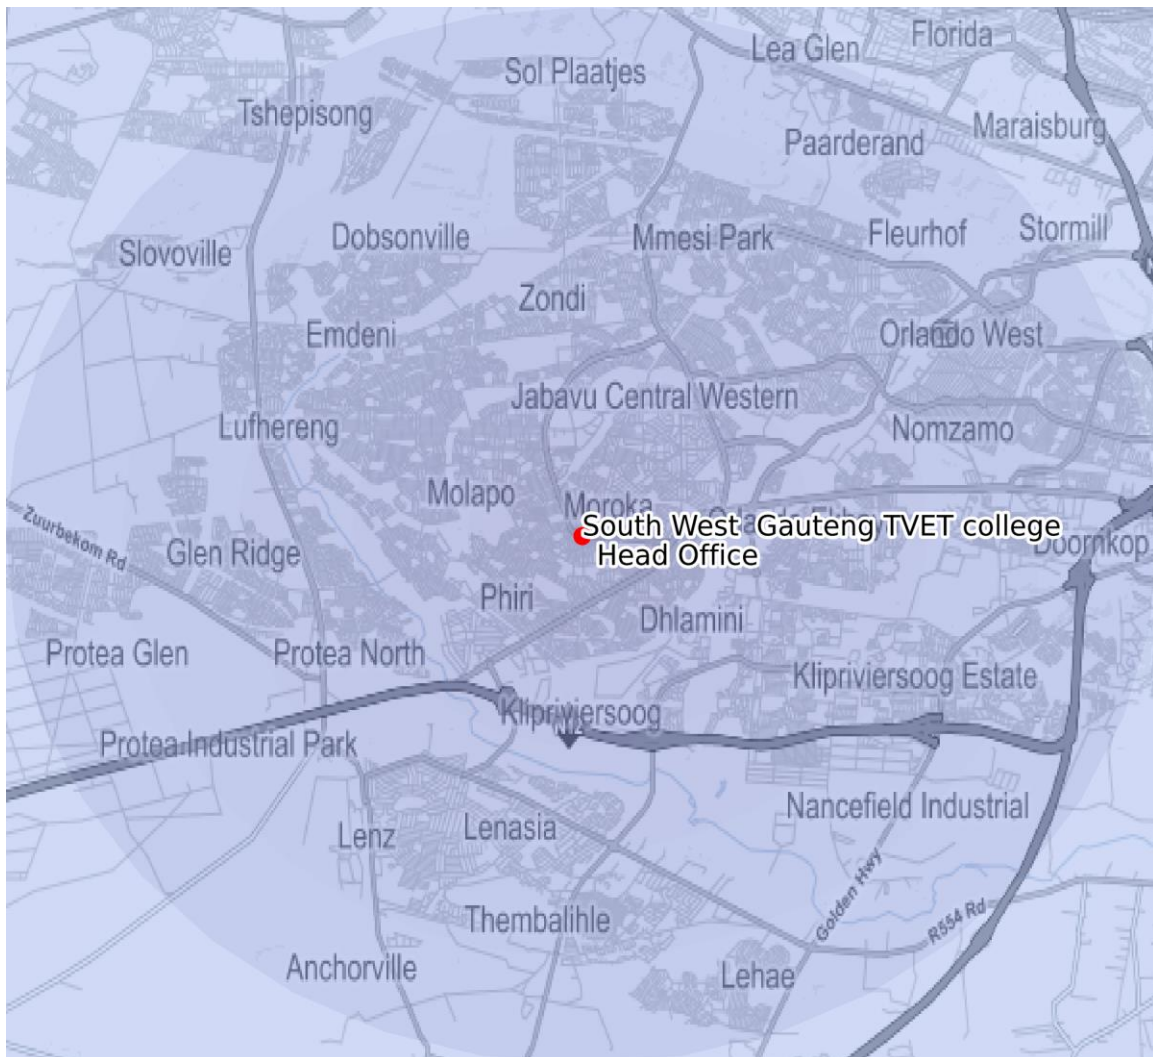 Florida
Lea Glen
Sol Plaatjes
Tshepisong
Maraisburg
Paarderand
Stormill
Dobsonville
Mmesi Park
Fleurhof
Slovoville
Zondi
Emdeni
Orlando West
Jabavu Central Western
Lufhereng
Nomzamo
Molapo
Moroka
South West Gauteng TVET college
Head Office
Zuurbekom Rd
Glen Ridge
Doornkop
Phiri
Dhlamini
Protea Glen
Protea North
Klipriviersoog Estate
Klipriviersoog
N12
Protea Industrial Park
Nancefield Industrial
Lenz
Lenasia
Golden Hwy
R554 Rd
Thembalihle
Anchorville
Lehae